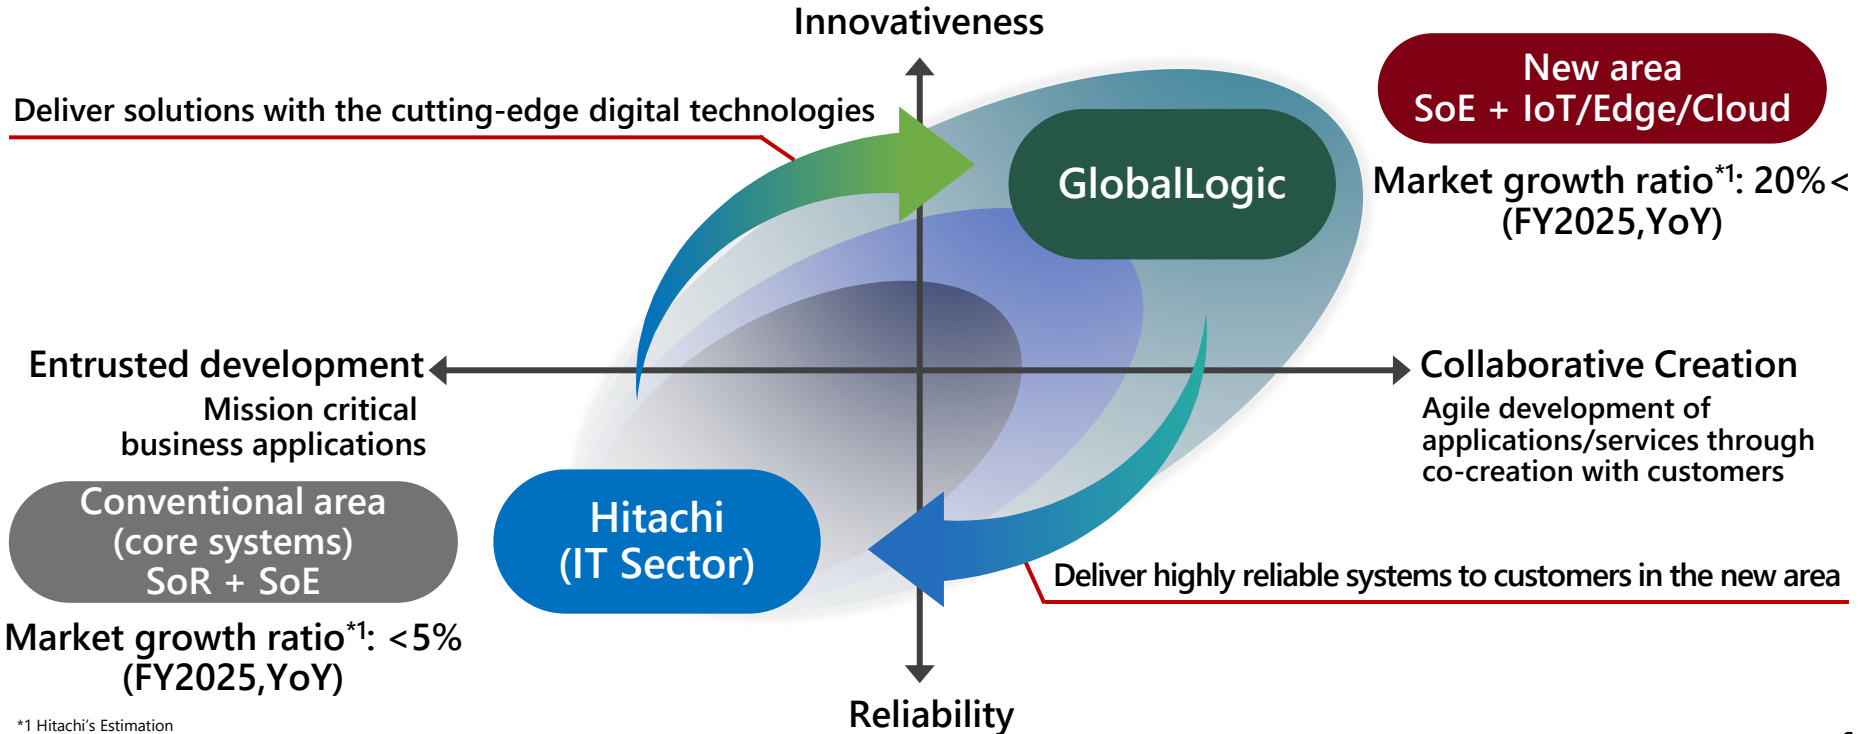 Innovativeness
Deliver solutions with the cutting-edge digital technologies
New area
SoE + IoT/Edge/Cloud
GlobalLogic
Market growth ratio*1: 20%<
(FY2025,YoY)
Entrusted development
Mission critical
business applications
Collaborative Creation
Agile development of
applications/services through
co-creation with customers
Conventional area
(core systems)
SoR + SoE
Hitachi
(IT Sector)
Deliver highly reliable systems to customers in the new area
Market growth ratio*1: <5%
(FY2025,YoY)
Reliability
*1 Hitachi's Estimation